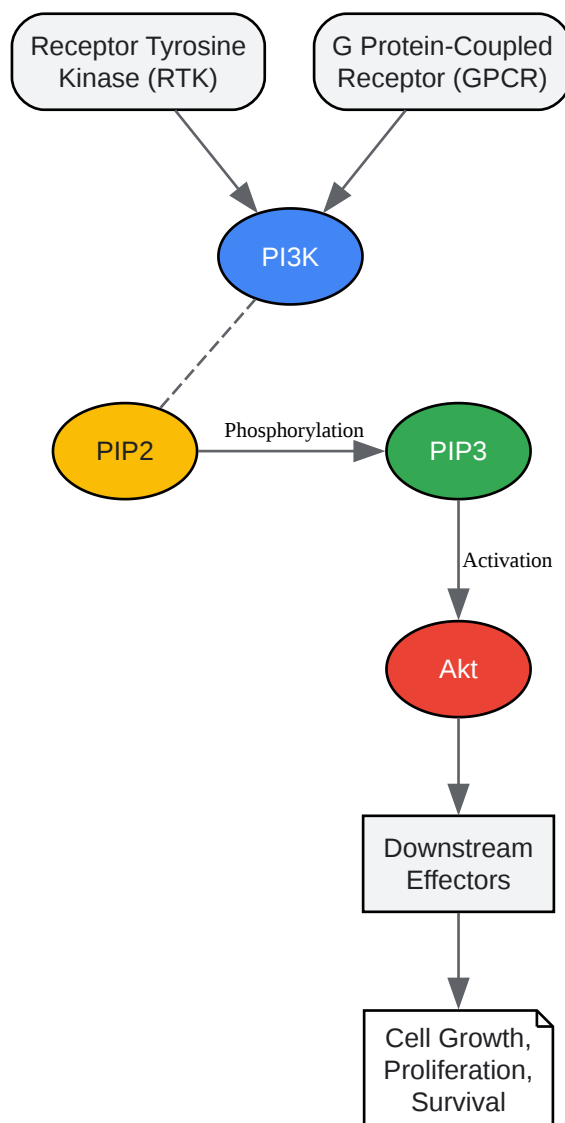 Receptor Tyrosine
Kinase (RTK)
G Protein-Coupled
Receptor (GPCR)
PI3K
PIP2
Phosphorylation
PIP3
Activation
Akt
Downstream
Effectors
Cell Growth,
Proliferation,
Survival